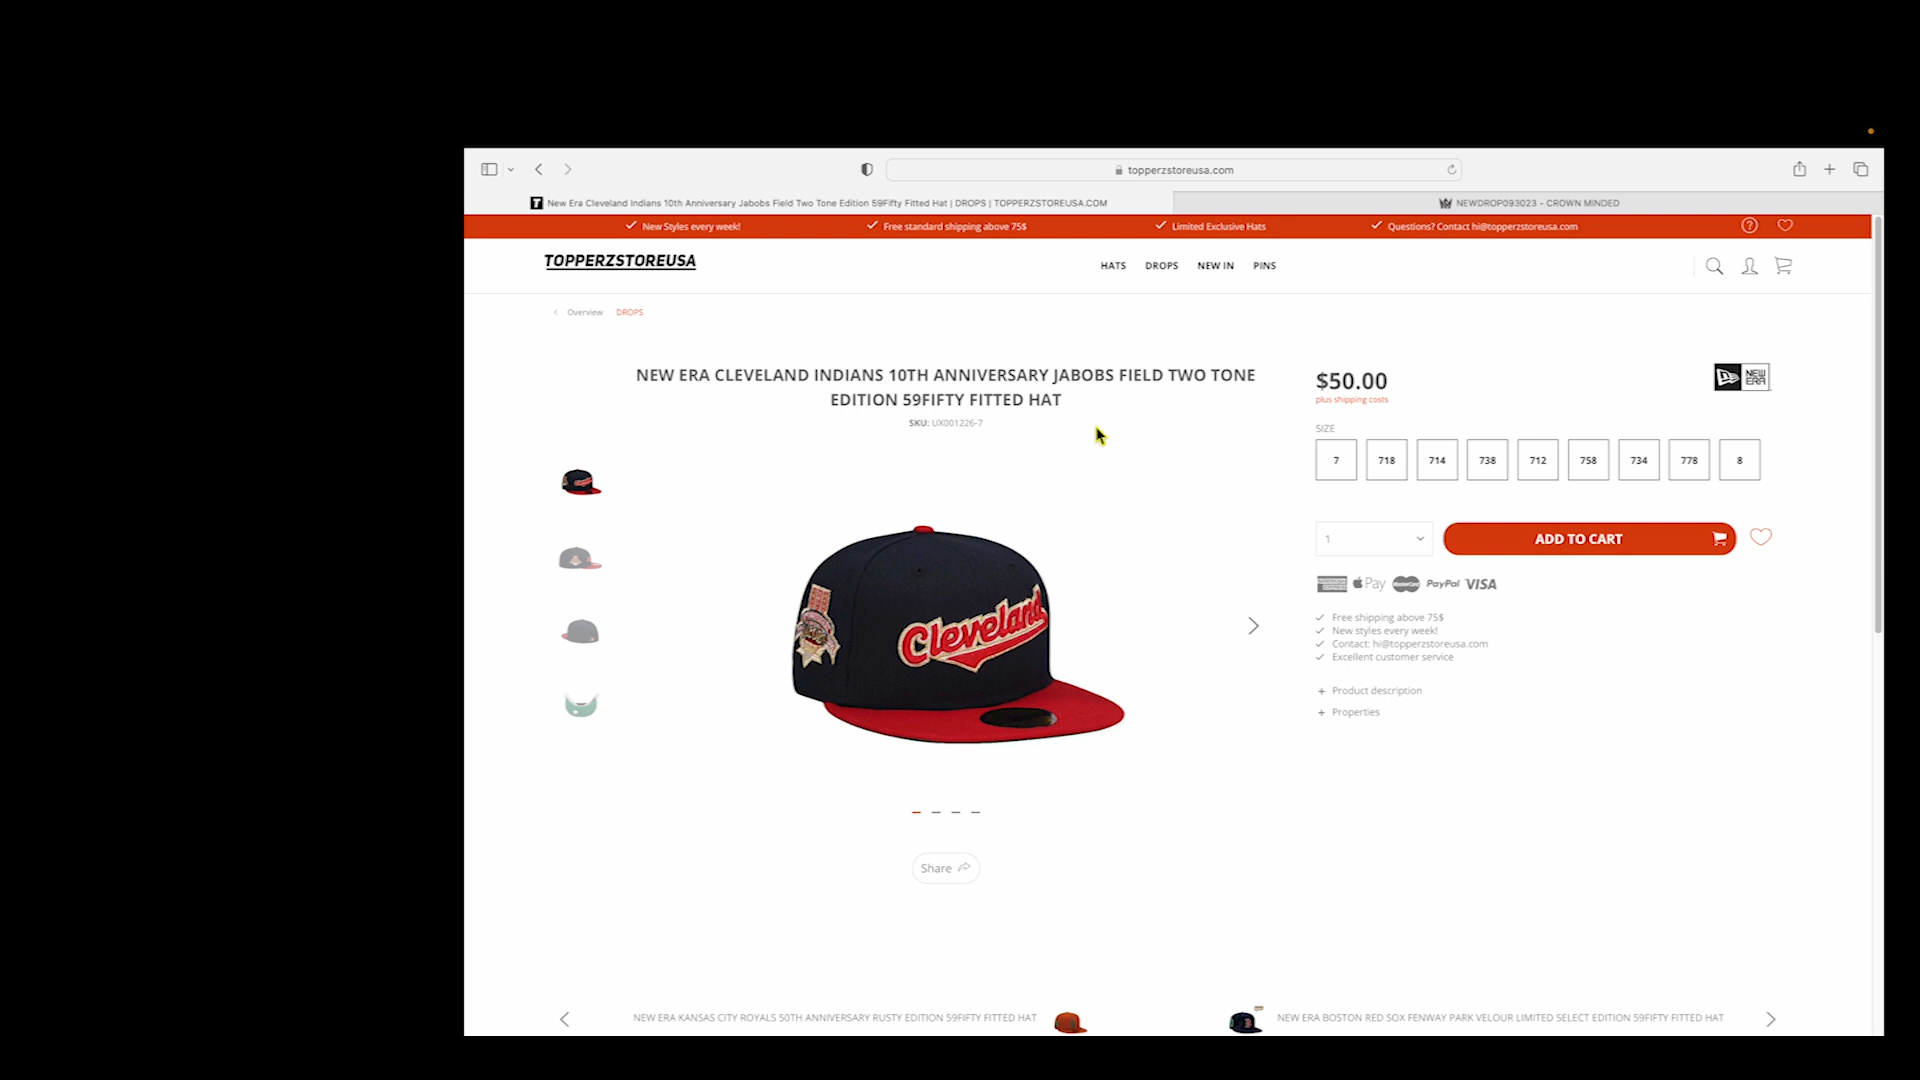 topperzstoreusa.com
New Era Cleveland Indians 10th Anniversary Jabobs Field Two Tone Edition 59Fifty Fitted Hat | DROPS | TOPPERZSTOREUSA.COM
NEWDROP093023 - CROWN MINDED
New Styles every week!
Free standard shipping above 75$
Limited Exclusive Hats
Questions? Contact hi@topperzstoreusa.com
TOPPERZSTOREUSA
HATS
DROPS
NEW IN
PINS
Overview
DROPS
NEW ERA CLEVELAND INDIANS 10TH ANNIVERSARY JABOBS FIELD TWO TONE
EDITION 59FIFTY FITTED HAT
SKU: UX001226-7
Cleveland
Share
$50.00
plus shipping costs
NEW ERA
SIZE
7
718
714
738
712
758
734
778
8
1
ADD TO CART
Pay
MasterCard
PayPal
VISA
Free shipping above 75$
New styles every week!
Contact: hi@topperzstoreusa.com
Excellent customer service
+ Product description
+ Properties
NEW ERA KANSAS CITY ROYALS 50TH ANNIVERSARY RUSTY EDITION 59FIFTY FITTED HAT
NEW ERA BOSTON RED SOX FENWAY PARK VELOUR LIMITED SELECT EDITION 59FIFTY FITTED HAT